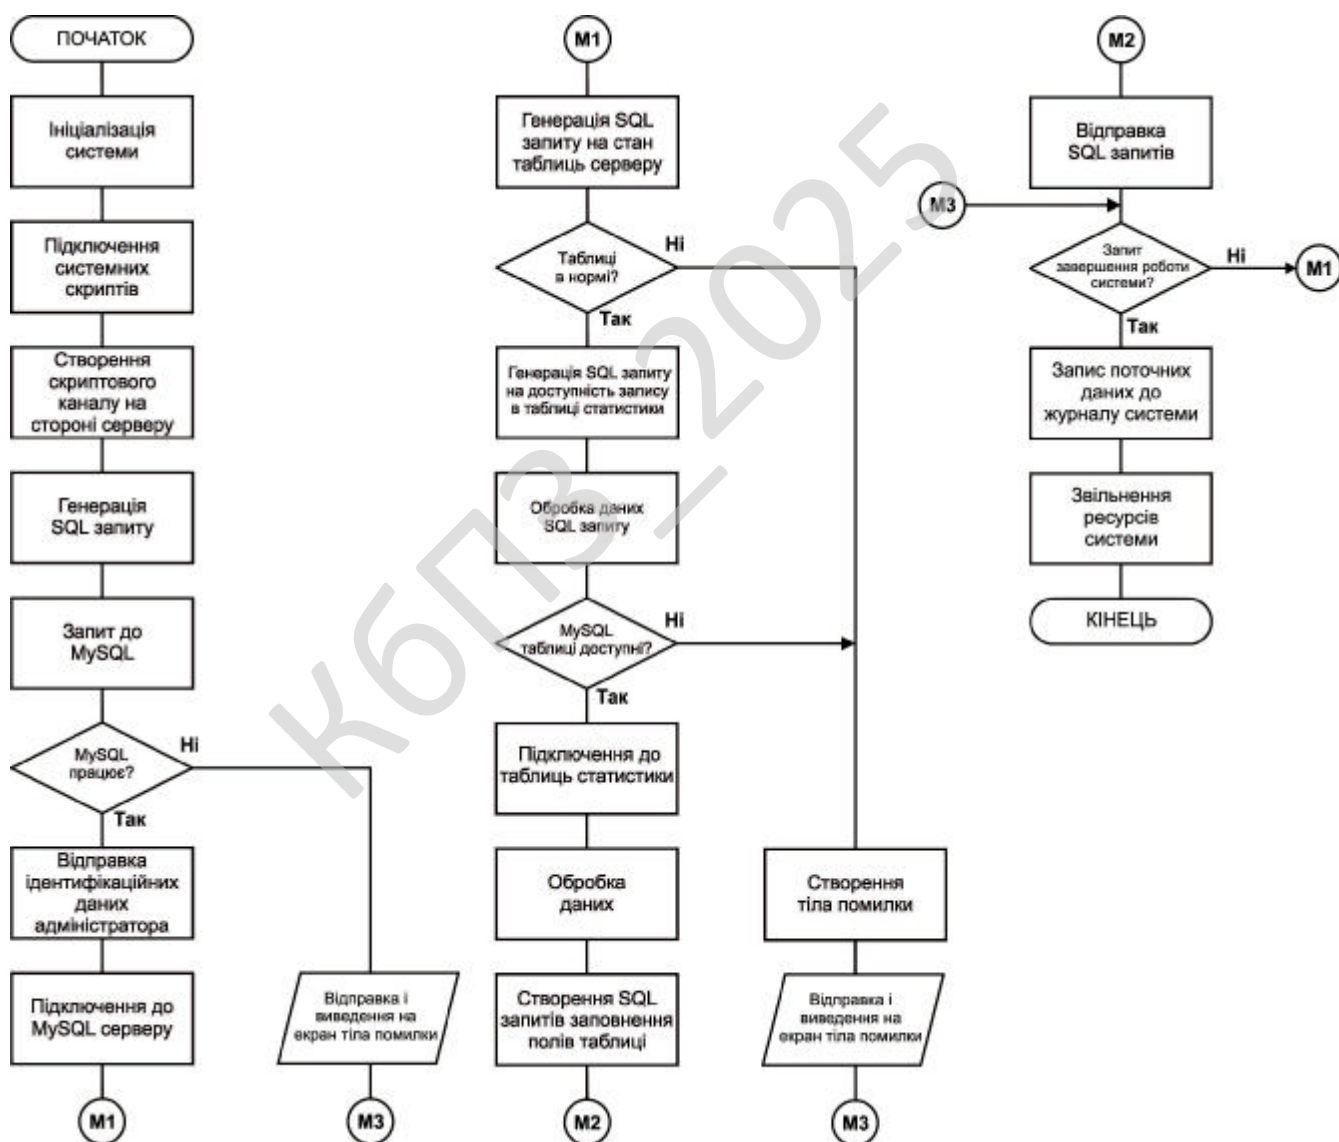 ПОЧАТОК
Ініціалізація
системи
Підключення
системних
скриптів
Створення
скриптового
каналу на
стороні серверу
Генерація
SQL запиту
Запит до
MySQL
MySQL
працює?
Ні
Так
Відправка
ідентифікаційних
даних
адміністратора
Підключення до
MySQL серверу
M1
Відправка і
виведення на
екран тіла помилки
M3
M1
Генерація SQL
запиту на стан
таблиць серверу
Таблиці
в нормі?
Ні
Так
Генерація SQL запиту
на доступність запису
в таблиці статистики
Обробка даних
SQL запиту
MySQL
таблиці доступні?
Ні
Так
Підключення до
таблиць статистики
Обробка
даних
Створення SQL
запитів заповнення
полів таблиці
M2
Створення
тіла помилки
Відправка і
виведення на
екран тіла помилки
M3
M2
Відправка
SQL запитів
M3
Запит
завершення роботи
системи?
Ні
M1
Так
Запис поточних
даних до
журналу системи
Звільнення
ресурсів
системи
КІНЕЦЬ
КбПЗ_2025